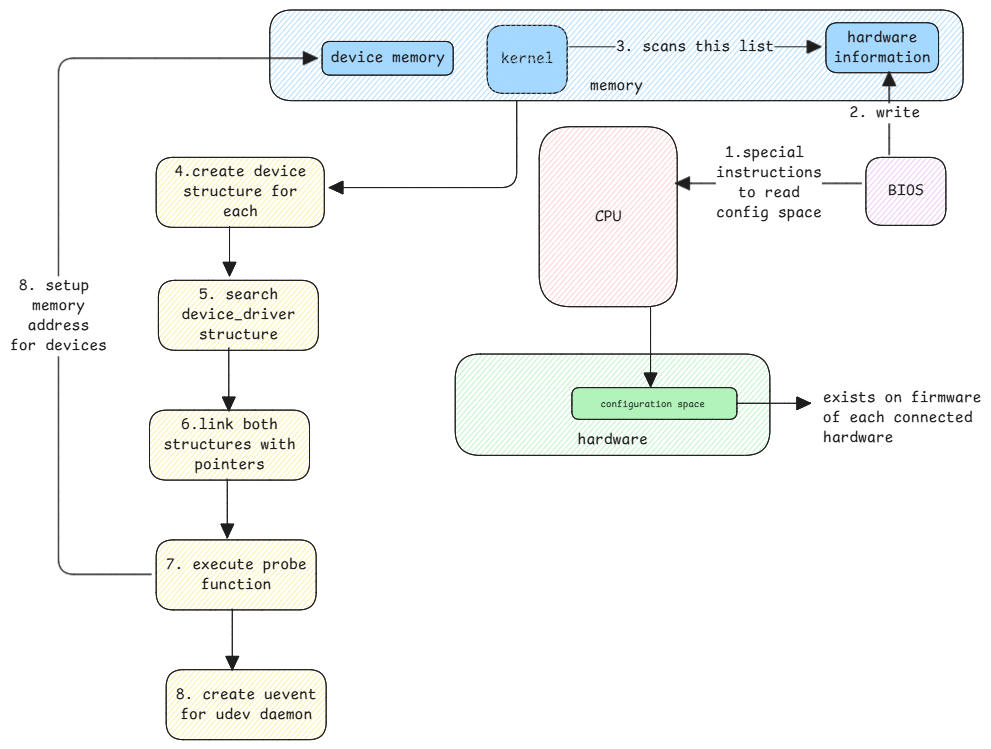 device memory
kernel
3. scans this list
hardware
information
memory
2. write
4.create device
structure for
each
1.special
instructions
to read
config space
BIOS
CPU
8. setup
memory
address
for devices
5. search
device_driver
structure
configuration space
hardware
exists on firmware
of each connected
hardware
6.link both
structures with
pointers
7. execute probe
function
8. create uevent
for udev daemon